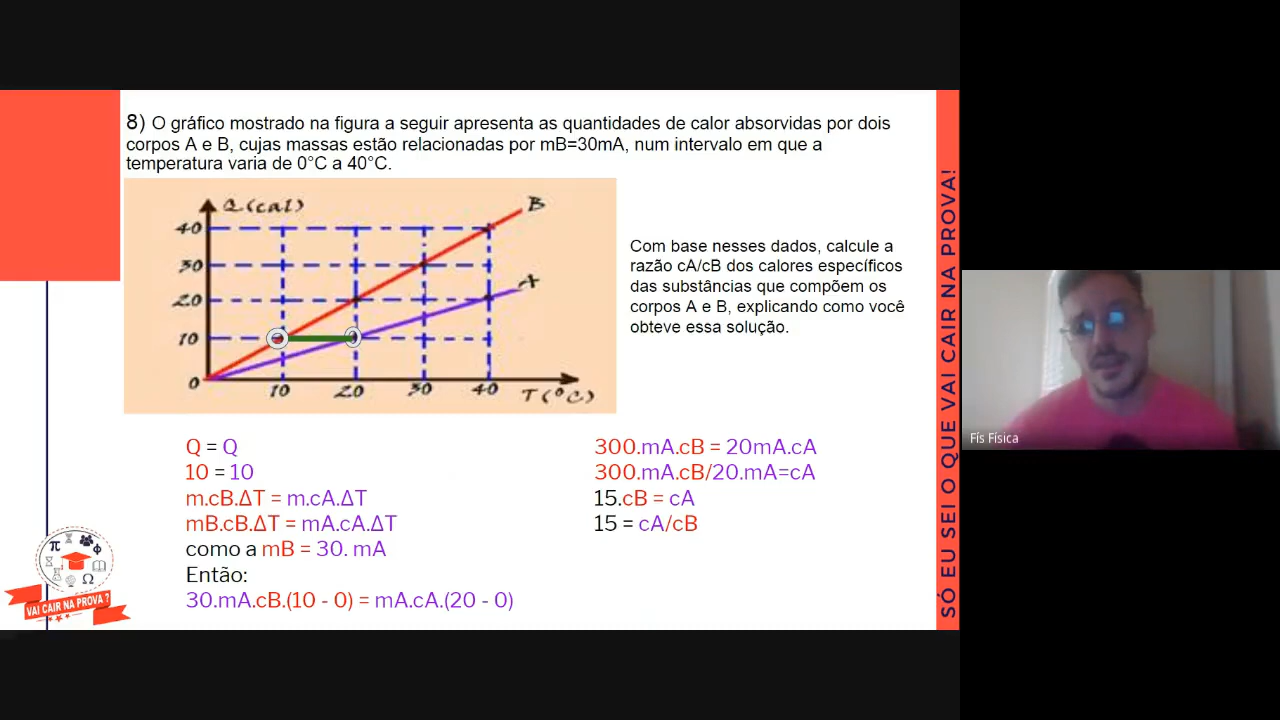 8) O gráfico mostrado na figura a seguir apresenta as quantidades de calor absorvidas por dois
corpos A e B, cujas massas estão relacionadas por mB=30mA, num intervalo em que a
temperatura varia de 0°C a 40°C.
Q (cal)
B
40
30
A
20
10
0
10 20 30 40 T(°C)
Com base nesses dados, calcule a
razão cA/cB dos calores específicos
das substâncias que compõem os
corpos A e B, explicando como você
obteve essa solução.
Q = Q
10 = 10
m.cB.ΔT = m.cA.ΔT
mB.cB.ΔT = mA.cA.ΔT
como a mB = 30. mA
Então:
30.mA.cB.(10 - 0) = mA.cA.(20 - 0)
300.mA.cB = 20mA.cA
300.mA.cB/20.mA=cA
15.cB = cA
15 = cA/cB
π
Ω
VAI CAIR NA PROVA ?
SÓ EU SEI O QUE VAI CAIR NA PROVA!
Fís Física